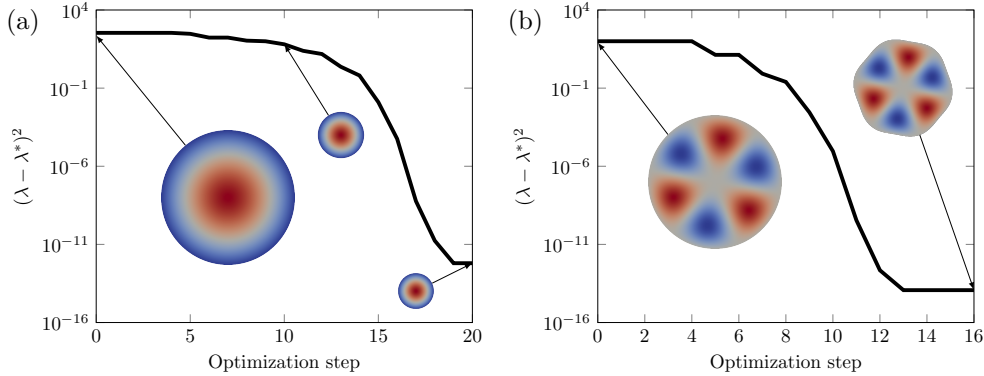 (a)
10^4
10^−1
10^−6
10^−11
10^−16
(λ − λ*)^2
0 5 10 15 20
Optimization step
(b)
10^4
10^−1
10^−6
10^−11
10^−16
(λ − λ*)^2
0 2 4 6 8 10 12 14 16
Optimization step